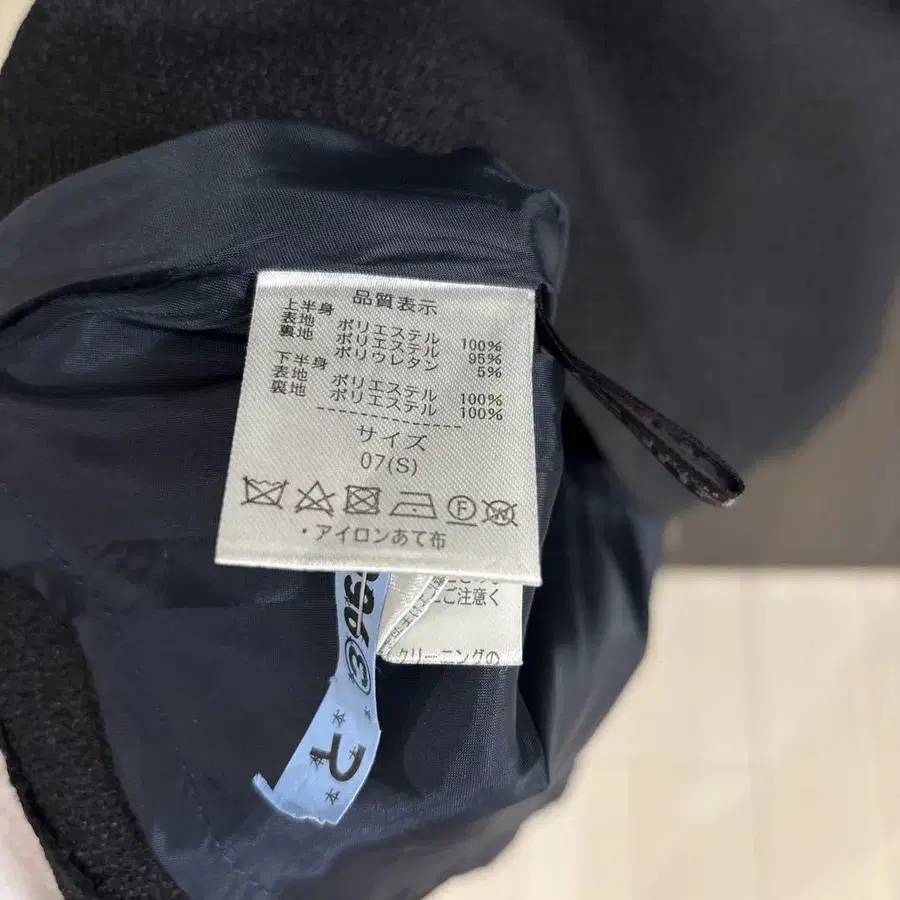 品質表示
上半身
表地 ポリエステル 100%
裏地 ポリエステル 95%
ポリウレタン 5%
下半身
表地 ポリエステル 100%
裏地 ポリエステル 100%
サイズ
07(S)
F
W
・アイロンあて布
ご注意く
クリーニングの